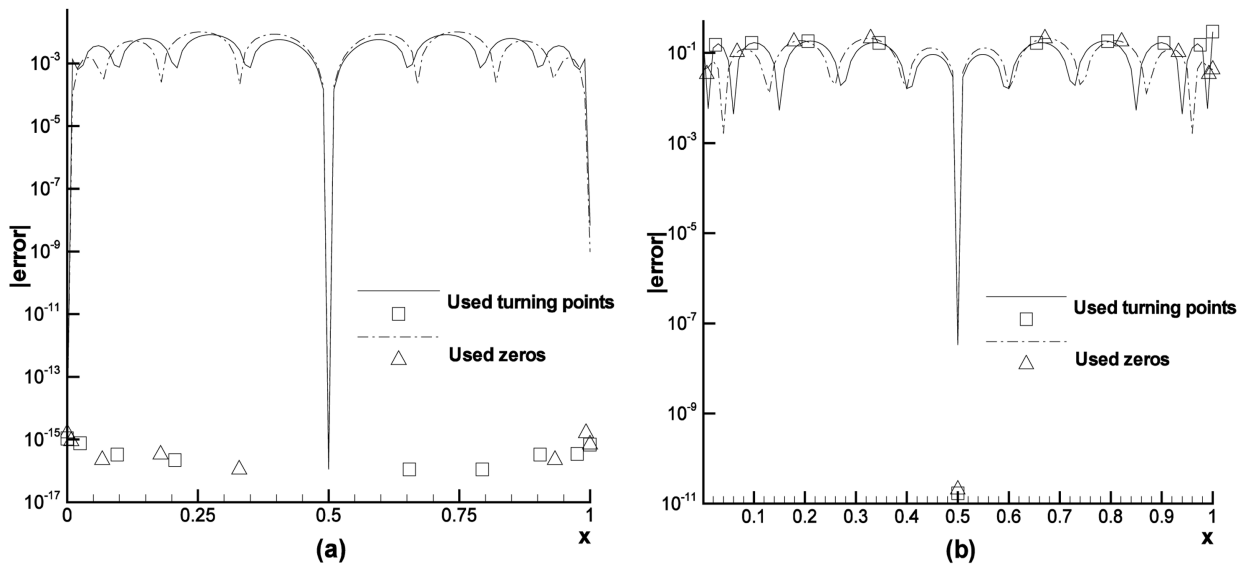 10^-3
10^-5
10^-7
10^-9
10^-11
10^-13
10^-15
10^-17
|error|
Used turning points
Used zeros
0 0.25 0.5 0.75 1
x
(a)
10^-1
10^-3
10^-5
10^-7
10^-9
10^-11
|error|
Used turning points
Used zeros
0.1 0.2 0.3 0.4 0.5 0.6 0.7 0.8 0.9 1
x
(b)